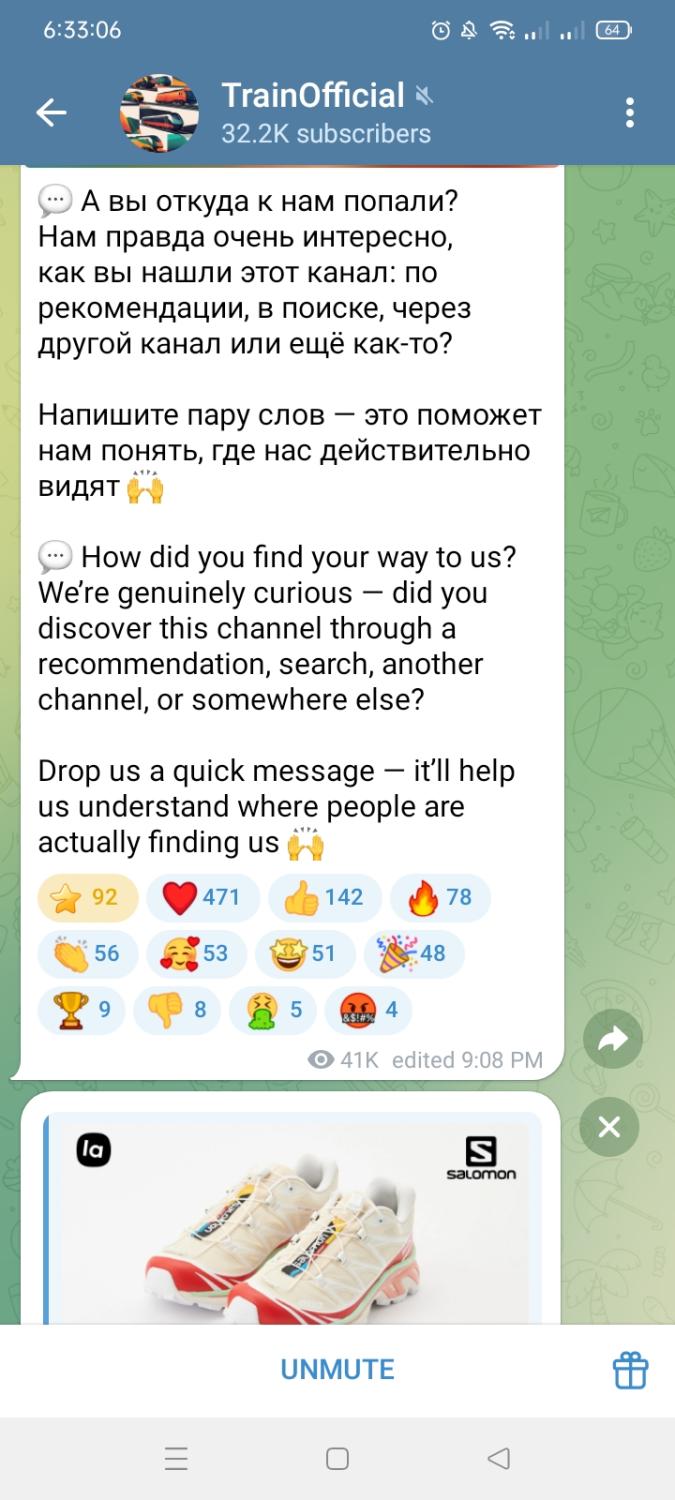 6:33:06
64
TrainOfficial
32.2K subscribers
💬 А вы откуда к нам попали?
Нам правда очень интересно,
как вы нашли этот канал: по
рекомендации, в поиске, через
другой канал или ещё как-то?
Напишите пару слов — это поможет
нам понять, где нас действительно
видят 🙌
💬 How did you find your way to us?
We’re genuinely curious — did you
discover this channel through a
recommendation, search, another
channel, or somewhere else?
Drop us a quick message — it’ll help
us understand where people are
actually finding us 🙌
⭐ 92 ❤️ 471 👍 142 🔥 78
👏 56 🥰 53 🤩 51 🎉 48
🏆 9 👎 8 🤮 5 🤬 4
41K edited 9:08 PM
la
S
SALOMON
UNMUTE